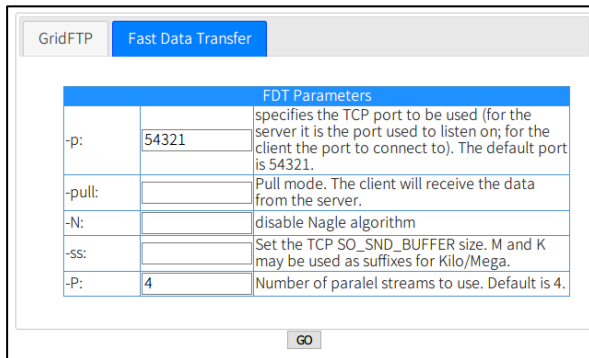 GridFTP Fast Data Transfer
FDT Parameters
-p: 54321 specifies the TCP port to be used (for the
server it is the port used to listen on; for the
client the port to connect to). The default port
is 54321.
-pull: Pull mode. The client will receive the data
from the server.
-N: disable Nagle algorithm
-ss: Set the TCP SO_SND_BUFFER size. M and K
may be used as suffixes for Kilo/Mega.
-P: 4 Number of paralel streams to use. Default is 4.
GO